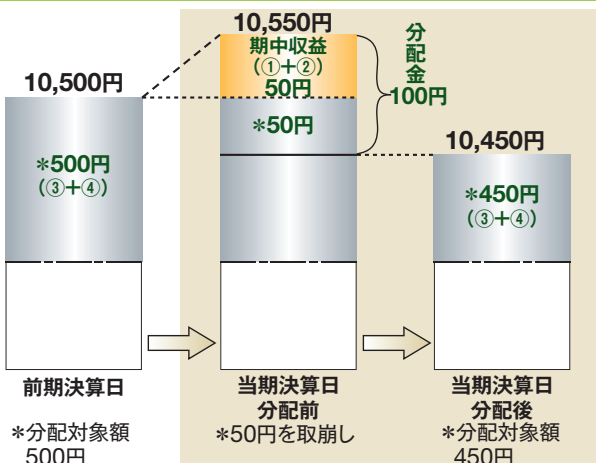 10,500円
*500円
(③+④)
前期決算日
*分配対象額
500円
10,550円
期中収益
(①+②)
50円
*50円
分配金
100円
当期決算日
分配前
*50円を取崩し
10,450円
*450円
(③+④)
当期決算日
分配後
*分配対象額
450円